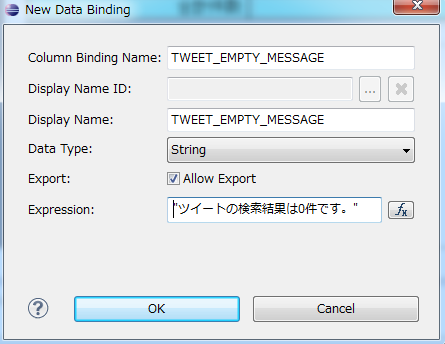 New Data Binding
Column Binding Name: TWEET_EMPTY_MESSAGE
Display Name ID: ...
Display Name: TWEET_EMPTY_MESSAGE
Data Type: String
Export: Allow Export
Expression: "ツイートの検索結果は0件です。" fx
? OK Cancel